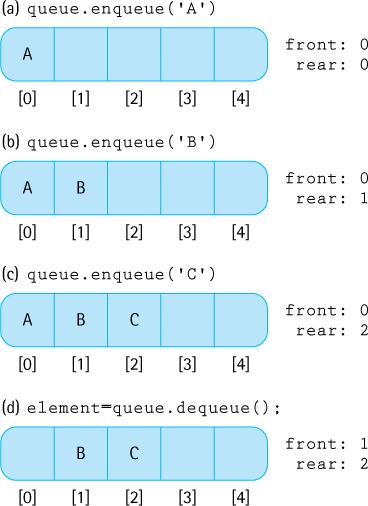 (a) queue.enqueue('A')
front: 0
A
rear: 0
[0] [1] [2] [3] [4]
(b) queue.enqueue('B')
front: 0
A B
rear: 1
[0] [1] [2] [3] [4]
(c) queue.enqueue('C')
front: 0
A B C
rear: 2
[0] [1] [2] [3] [4]
(d) element=queue.dequeue();
front: 1
B C
rear: 2
[0] [1] [2] [3] [4]